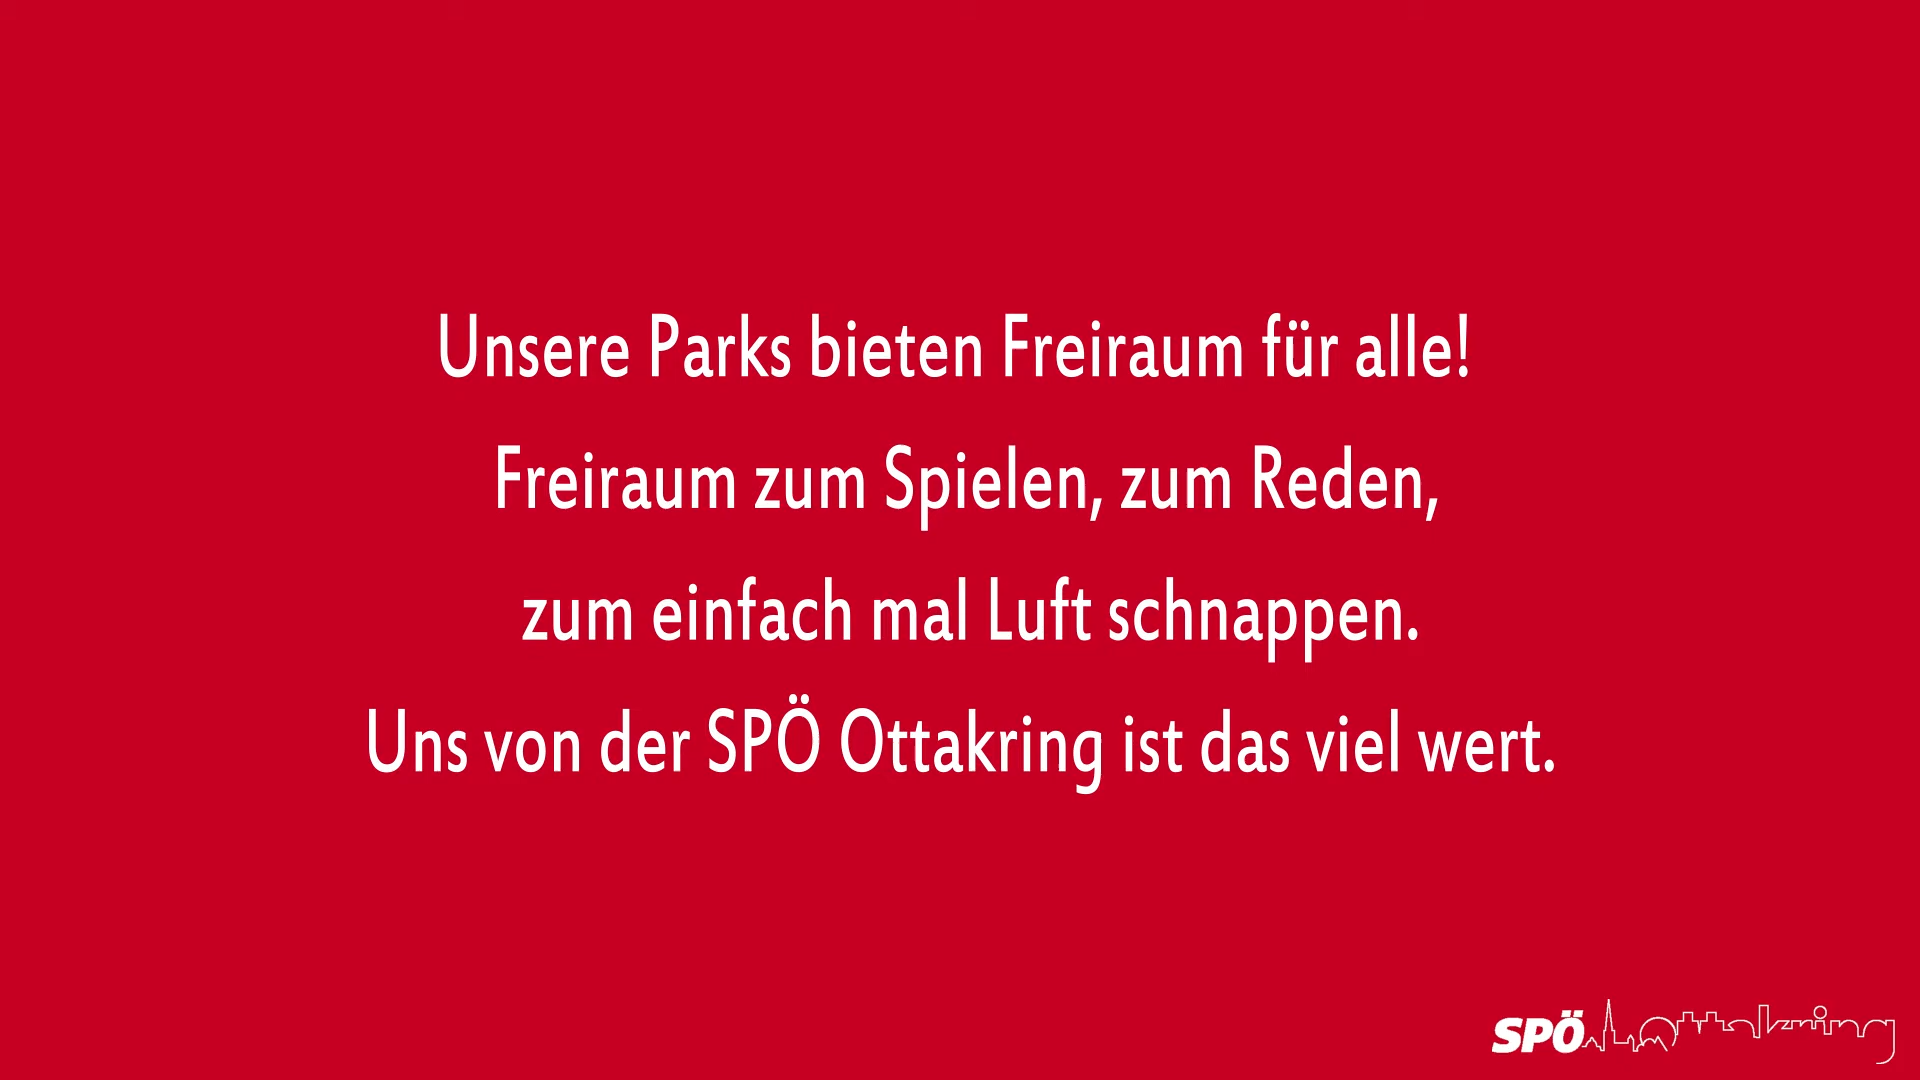 Unsere Parks bieten Freiraum für alle!
Freiraum zum Spielen, zum Reden,
zum einfach mal Luft schnappen.
Uns von der SPÖ Ottakring ist das viel wert.
SPÖ ottakring